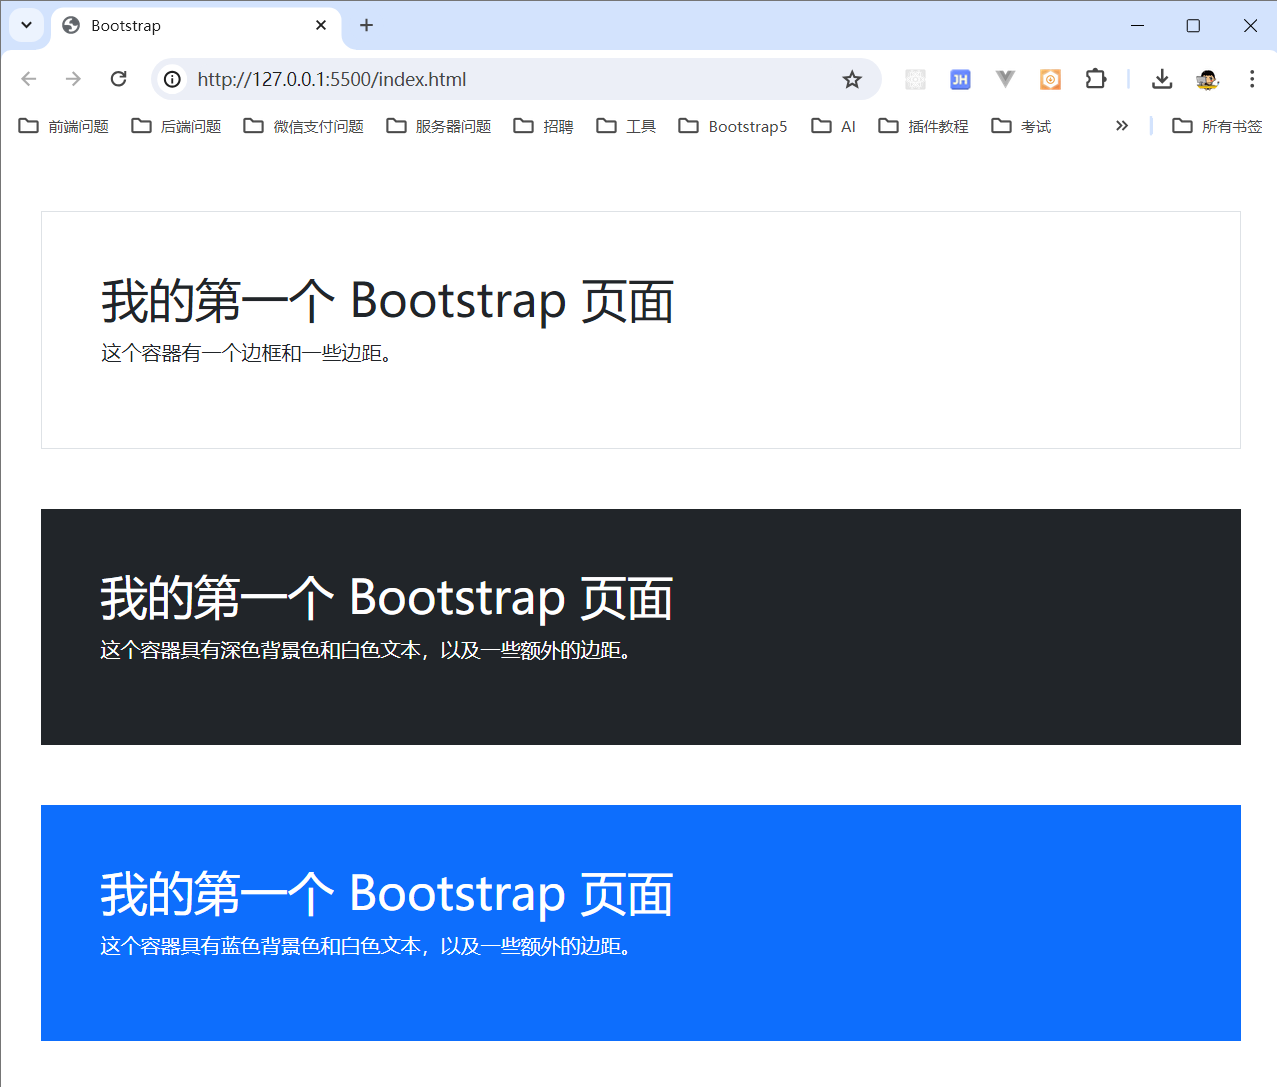 Bootstrap
http://127.0.0.1:5500/index.html
JH
前端问题 后端问题 微信支付问题 服务器问题 招聘 工具 Bootstrap5 AI 插件教程 考试 所有书签
我的第一个 Bootstrap 页面
这个容器有一个边框和一些边距。
我的第一个 Bootstrap 页面
这个容器具有深色背景色和白色文本，以及一些额外的边距。
我的第一个 Bootstrap 页面
这个容器具有蓝色背景色和白色文本，以及一些额外的边距。